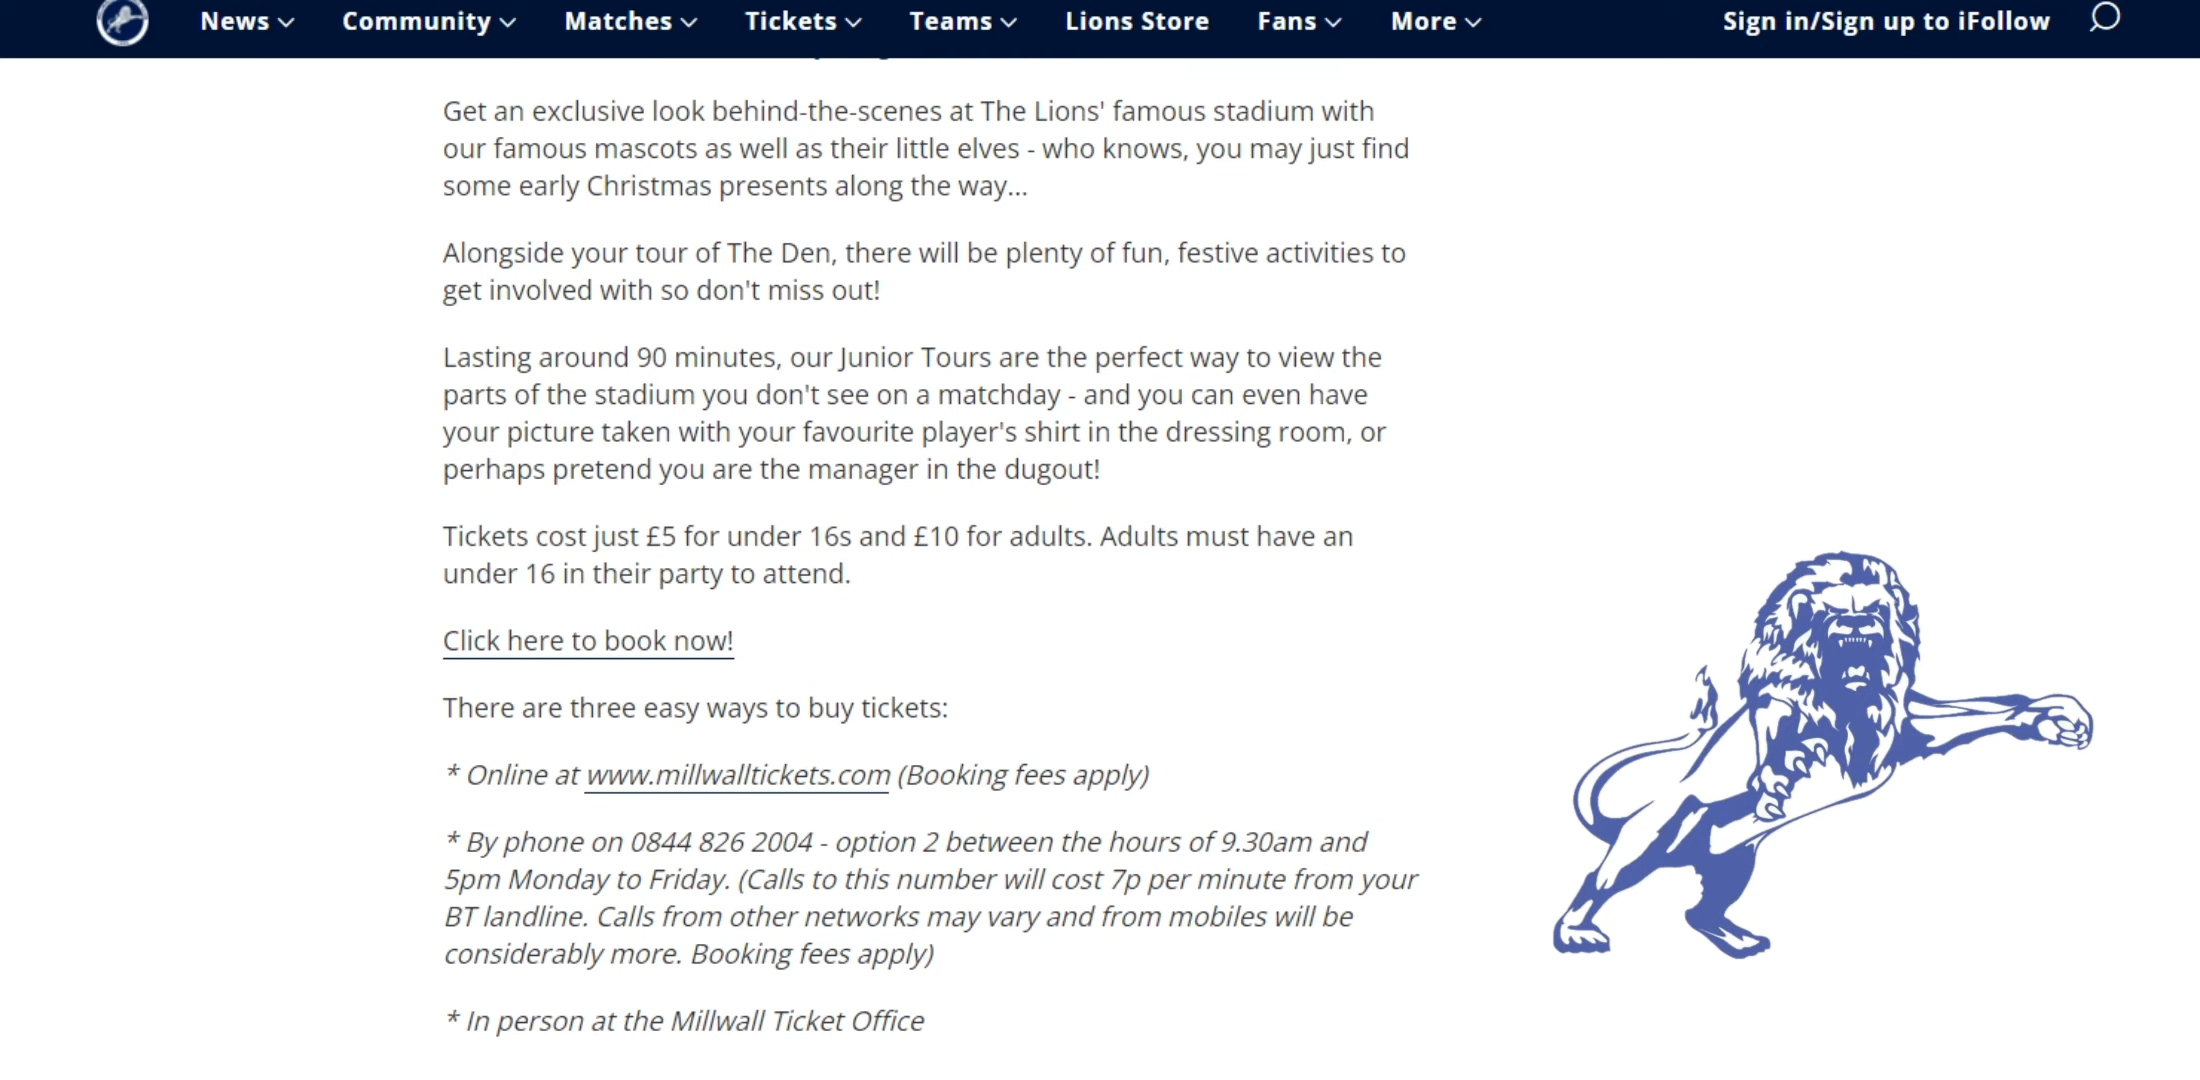 News Community Matches Tickets Teams Lions Store Fans More Sign in/Sign up to iFollow
Get an exclusive look behind-the-scenes at The Lions' famous stadium with
our famous mascots as well as their little elves - who knows, you may just find
some early Christmas presents along the way...
Alongside your tour of The Den, there will be plenty of fun, festive activities to
get involved with so don't miss out!
Lasting around 90 minutes, our Junior Tours are the perfect way to view the
parts of the stadium you don't see on a matchday - and you can even have
your picture taken with your favourite player's shirt in the dressing room, or
perhaps pretend you are the manager in the dugout!
Tickets cost just £5 for under 16s and £10 for adults. Adults must have an
under 16 in their party to attend.
Click here to book now!
There are three easy ways to buy tickets:
* Online at www.millwalltickets.com (Booking fees apply)
* By phone on 0844 826 2004 - option 2 between the hours of 9.30am and
5pm Monday to Friday. (Calls to this number will cost 7p per minute from your
BT landline. Calls from other networks may vary and from mobiles will be
considerably more. Booking fees apply)
* In person at the Millwall Ticket Office